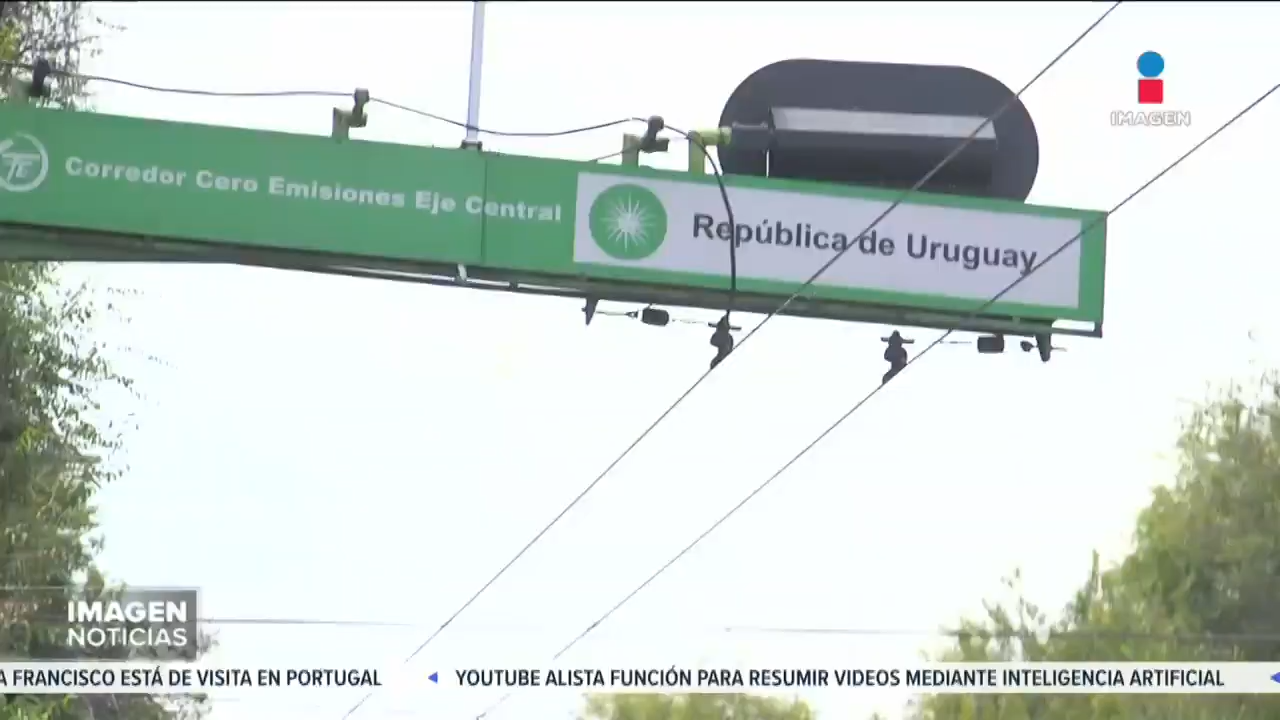 IMAGEN
TE
Corredor Cero Emisiones Eje Central
República de Uruguay
IMAGEN
NOTICIAS
A FRANCISCO ESTÁ DE VISITA EN PORTUGAL
YOUTUBE ALISTA FUNCIÓN PARA RESUMIR VIDEOS MEDIANTE INTELIGENCIA ARTIFICIAL